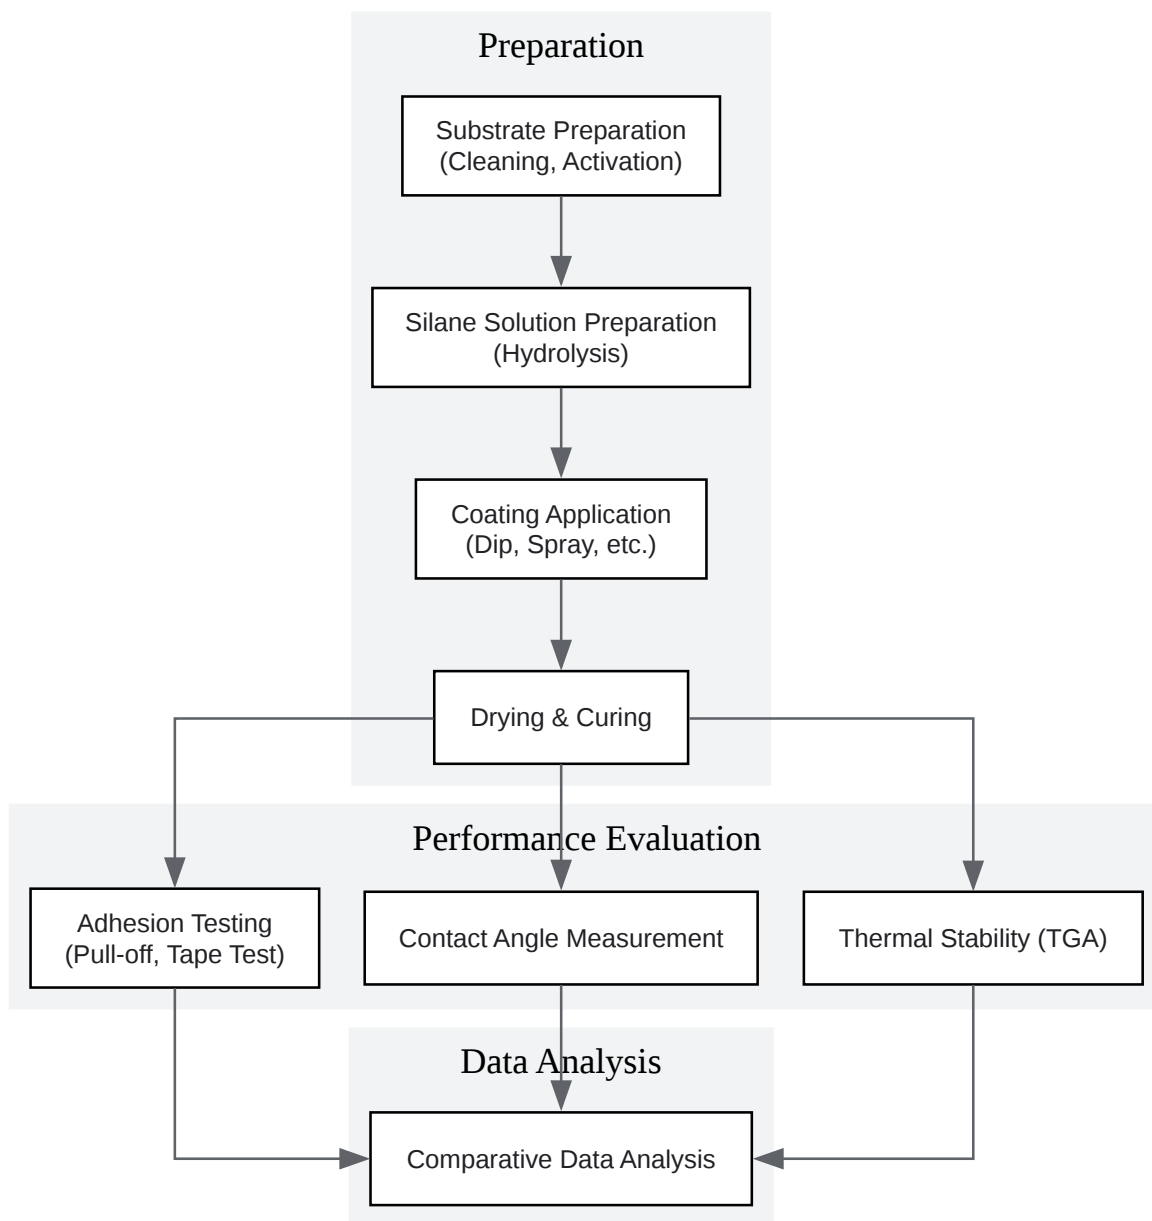 Preparation
Substrate Preparation
(Cleaning, Activation)
Silane Solution Preparation
(Hydrolysis)
Coating Application
(Dip, Spray, etc.)
Drying & Curing
Performance Evaluation
Adhesion Testing
(Pull-off, Tape Test)
Contact Angle Measurement
Thermal Stability (TGA)
Data Analysis
Comparative Data Analysis